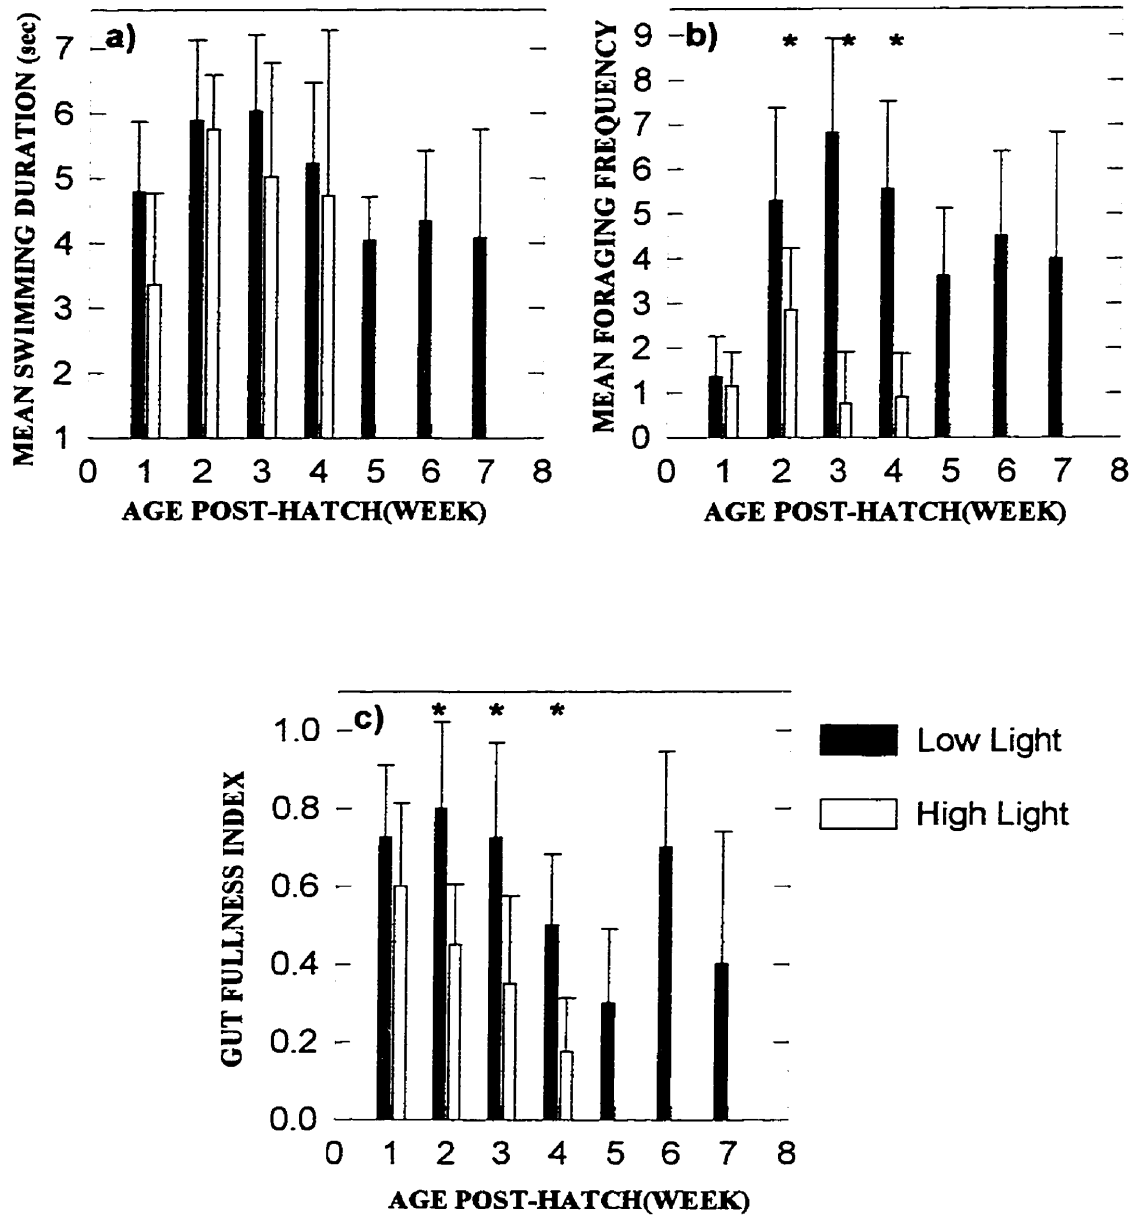 a)
MEAN SWIMMING DURATION (sec)
7
6
5
4
3
2
1
0 1 2 3 4 5 6 7 8
AGE POST-HATCH(WEEK)
b)
* * *
MEAN FORAGING FREQUENCY
9
8
7
6
5
4
3
2
1
0
0 1 2 3 4 5 6 7 8
AGE POST-HATCH(WEEK)
c)
* * *
GUT FULLNESS INDEX
1.0
0.8
0.6
0.4
0.2
0.0
0 1 2 3 4 5 6 7 8
AGE POST-HATCH(WEEK)
Low Light
High Light